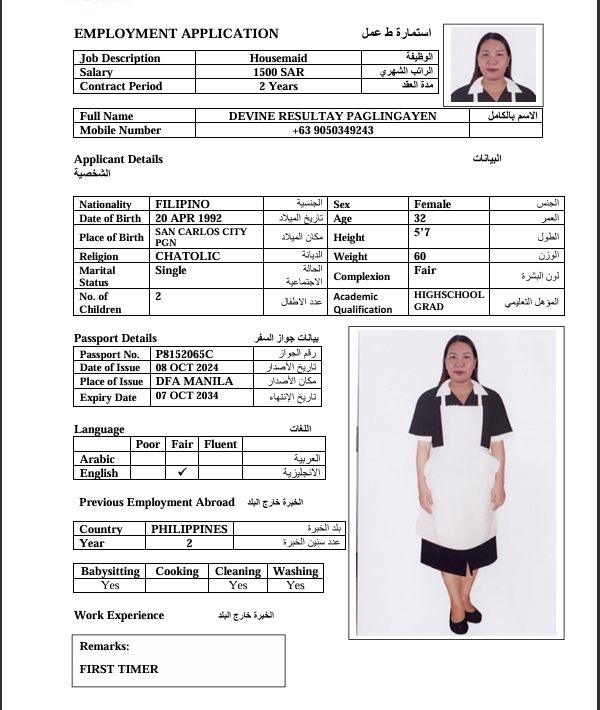 EMPLOYMENT APPLICATION استمارة ط عمل
Job Description Housemaid الوظيفة
Salary 1500 SAR الراتب الشهري
Contract Period 2 Years مدة العقد
Full Name DEVINE RESULTAY PAGLINGAYEN الاسم بالكامل
Mobile Number +63 9050349243
Applicant Details البيانات
الشخصية
Nationality FILIPINO الجنسية Sex Female الجنس
Date of Birth 20 APR 1992 تاريخ الميلاد Age 32 العمر
Place of Birth SAN CARLOS CITY PGN مكان الميلاد Height 5'7 الطول
Religion CHATOLIC الديانة Weight 60 الوزن
Marital Status Single الحالة الاجتماعية Complexion Fair لون البشرة
No. of Children 2 عدد الاطفال Academic Qualification HIGHSCHOOL GRAD المؤهل التعليمي
Passport Details بيانات جواز السفر
Passport No. P8152065C رقم الجواز
Date of Issue 08 OCT 2024 تاريخ الأصدار
Place of Issue DFA MANILA مكان الأصدار
Expiry Date 07 OCT 2034 تاريخ الإنتهاء
Language اللغات
Poor Fair Fluent
Arabic العربية
English ✓ الانجليزية
Previous Employment Abroad الخبرة خارج البلد
Country PHILIPPINES بلد الخبرة
Year 2 عدد سنين الخبرة
Babysitting Cooking Cleaning Washing
Yes Yes Yes
Work Experience الخبرة خارج البلد
Remarks:
FIRST TIMER